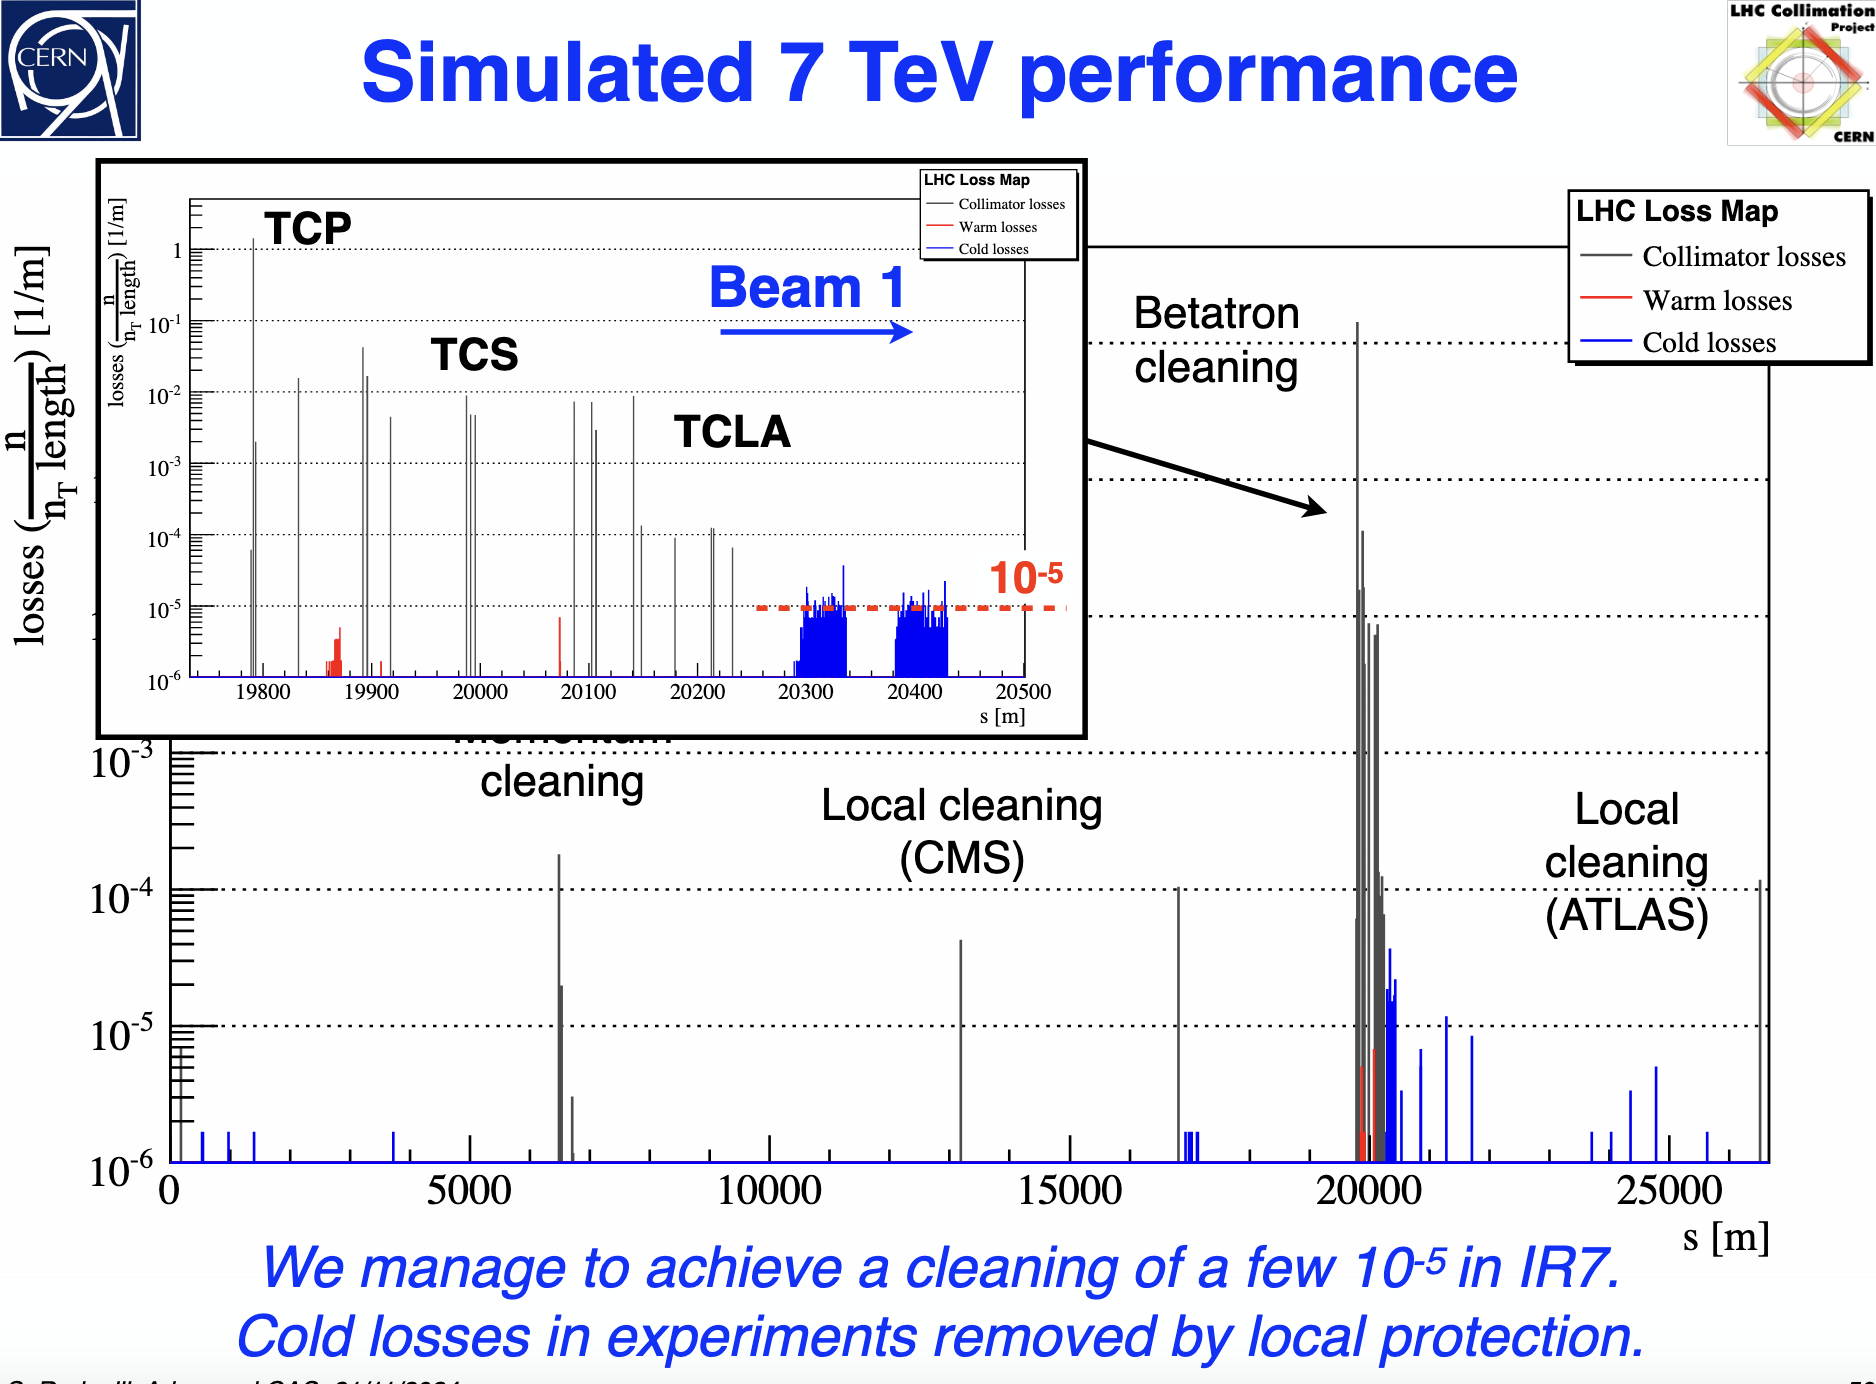 CERN
Simulated 7 TeV performance
LHC Collimation
Project
CERN
losses (n/n_T length) [1/m]
LHC Loss Map
Collimator losses
Warm losses
Cold losses
TCP
TCS
TCLA
Beam 1
10-5
1
10-1
10-2
10-3
10-4
10-5
10-6
19800 19900 20000 20100 20200 20300 20400 20500
s [m]
losses (n/n_T length) [1/m]
LHC Loss Map
Collimator losses
Warm losses
Cold losses
Betatron
cleaning
cleaning
Local cleaning
(CMS)
Local
cleaning
(ATLAS)
10-3
10-4
10-5
10-6
0 5000 10000 15000 20000 25000
s [m]
We manage to achieve a cleaning of a few 10-5 in IR7.
Cold losses in experiments removed by local protection.